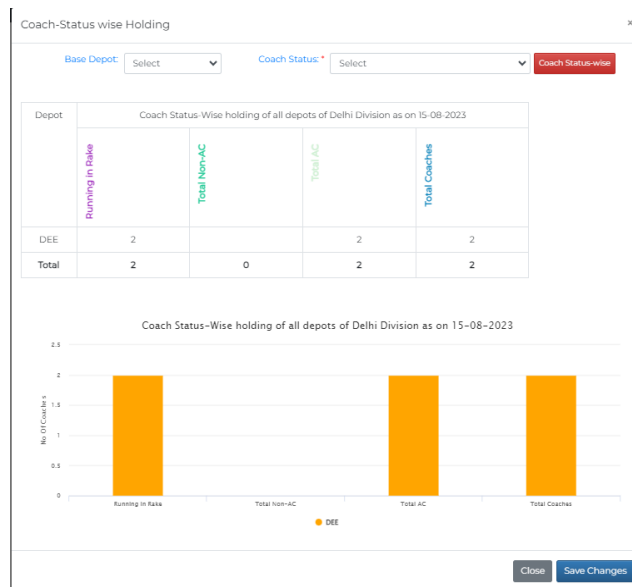 Coach-Status wise Holding ×
Base Depot: Select Coach Status: * Select Coach Status-wise
Depot Coach Status-Wise holding of all depots of Delhi Division as on 15-08-2023
Running in Rake Total Non-AC Total AC Total Coaches
DEE 2 2 2
Total 2 0 2 2
Coach Status-Wise holding of all depots of Delhi Division as on 15-08-2023
No Of Coaches
2.5
2
1.5
1
0.5
0
Running in Rake Total Non-AC Total AC Total Coaches
DEE
Close Save Changes